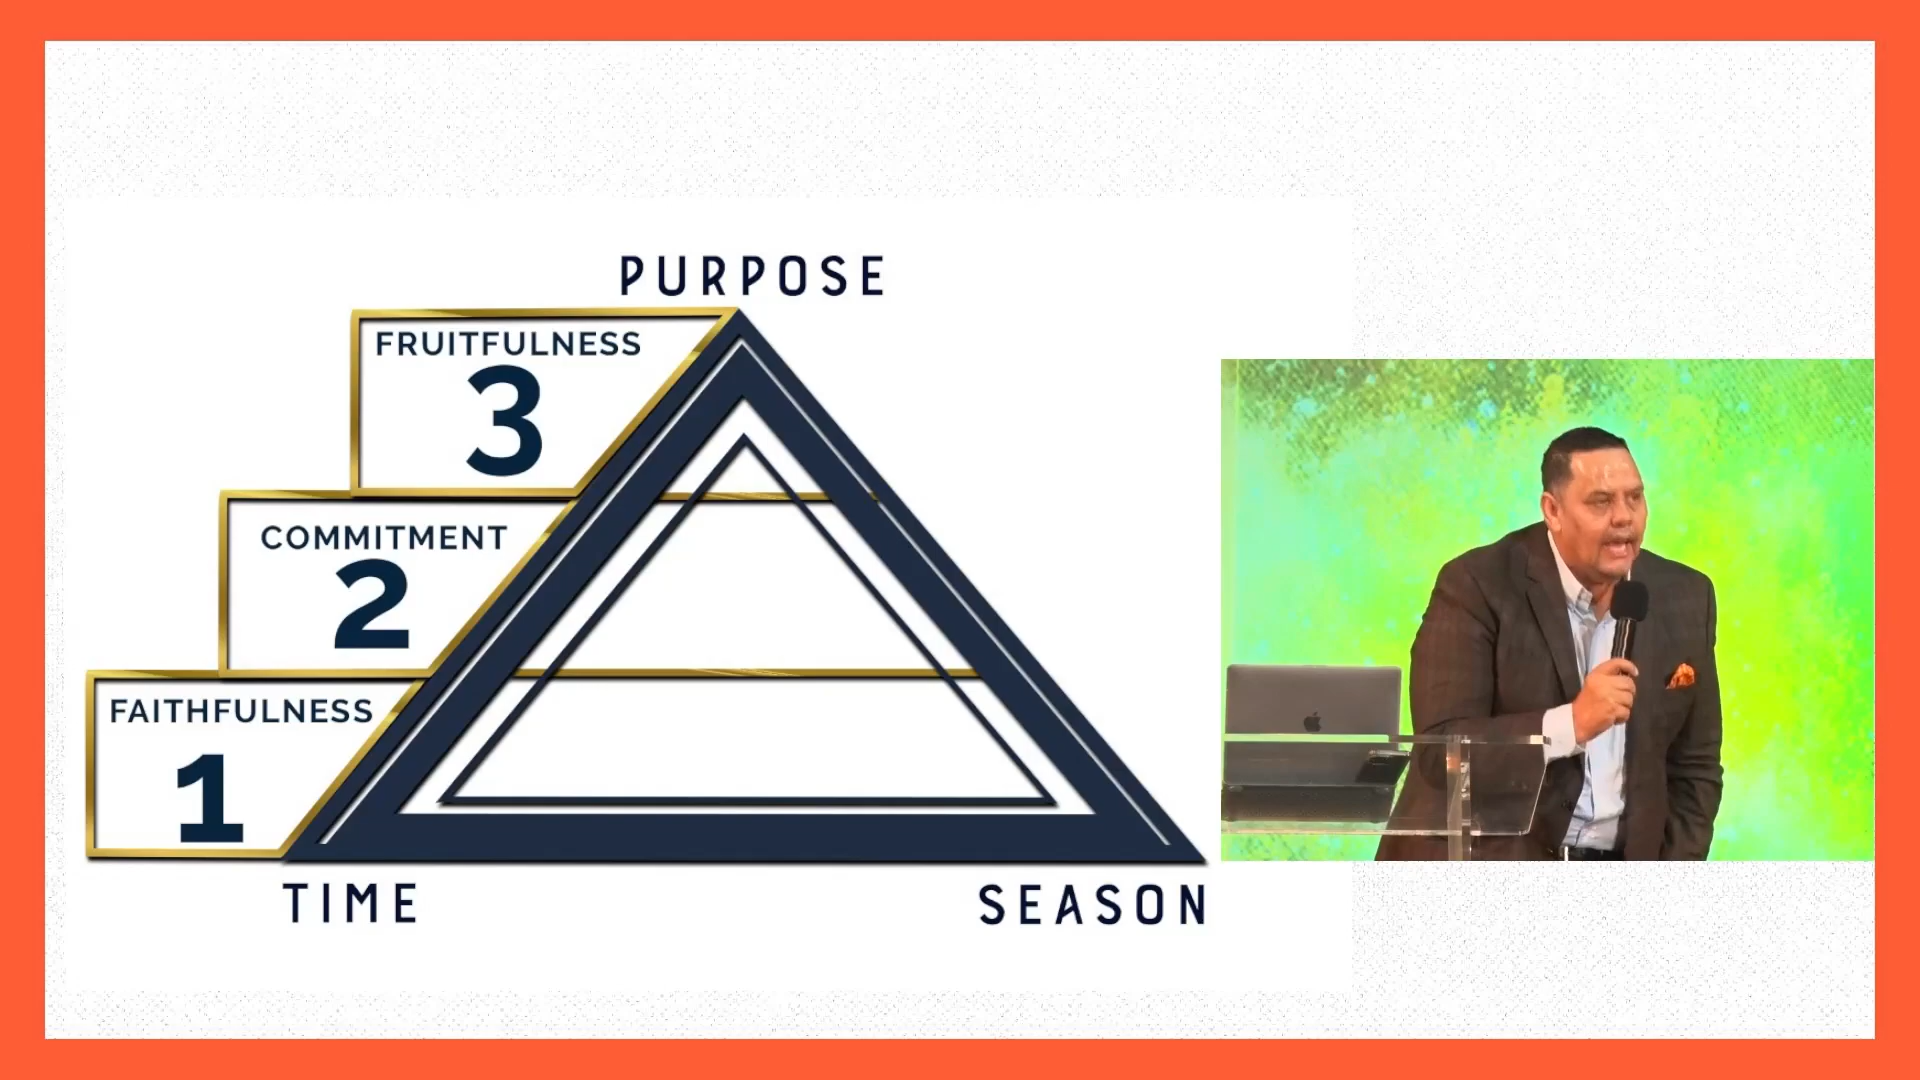 PURPOSE
FRUITFULNESS
3
COMMITMENT
2
FAITHFULNESS
1
TIME
SEASON